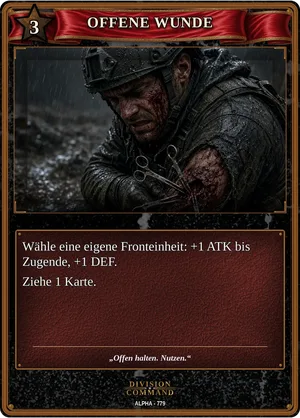 3
OFFENE WUNDE
Wähle eine eigene Fronteinheit: +1 ATK bis
Zugende, +1 DEF.
Ziehe 1 Karte.
„Offen halten. Nutzen.“
DIVISION
COMMAND
ALPHA - 779